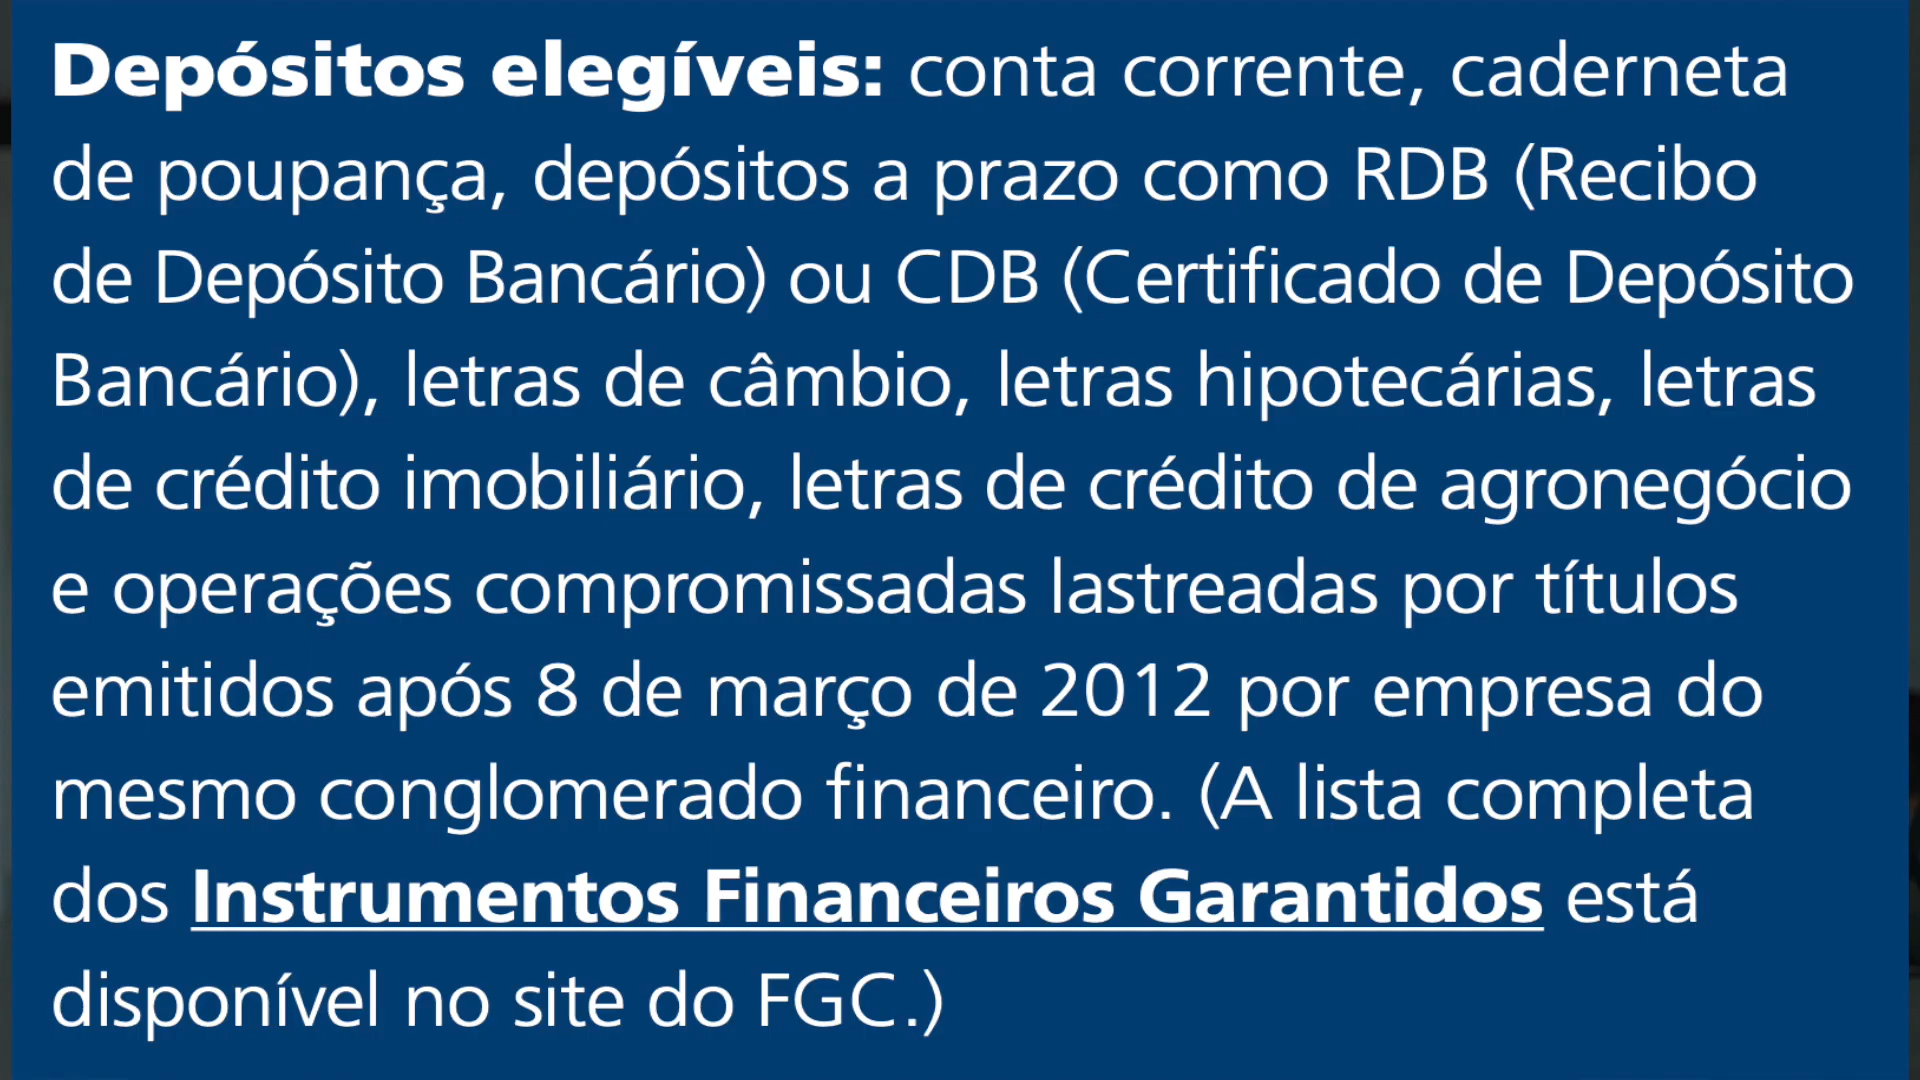 Depósitos elegíveis: conta corrente, caderneta
de poupança, depósitos a prazo como RDB (Recibo
de Depósito Bancário) ou CDB (Certificado de Depósito
Bancário), letras de câmbio, letras hipotecárias, letras
de crédito imobiliário, letras de crédito de agronegócio
e operações compromissadas lastreadas por títulos
emitidos após 8 de março de 2012 por empresa do
mesmo conglomerado financeiro. (A lista completa
dos Instrumentos Financeiros Garantidos está
disponível no site do FGC.)